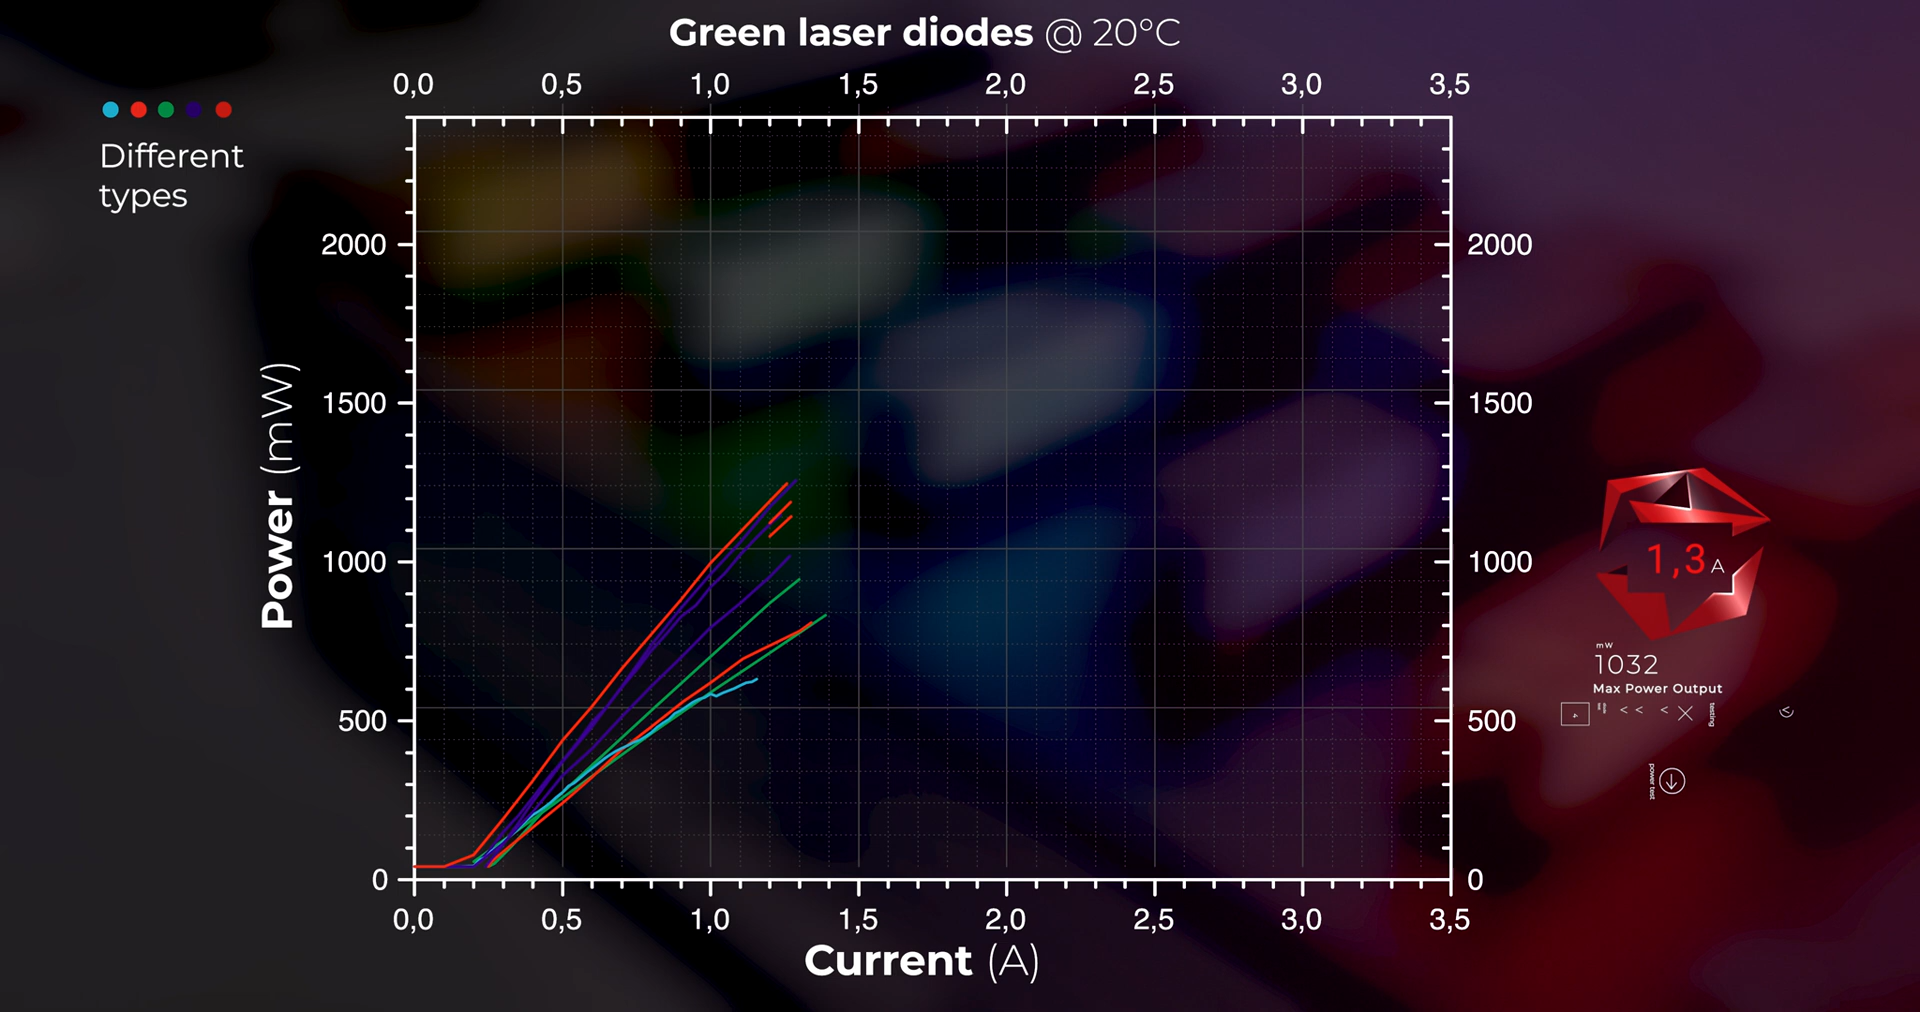 Green laser diodes @ 20°C
0,0 0,5 1,0 1,5 2,0 2,5 3,0 3,5
Different
types
2000 2000
1500 1500
1000 1000
500 500
0 0
Power (mW)
0,0 0,5 1,0 1,5 2,0 2,5 3,0 3,5
Current (A)
1,3 A
mW
1032
Max Power Output
testing
power test